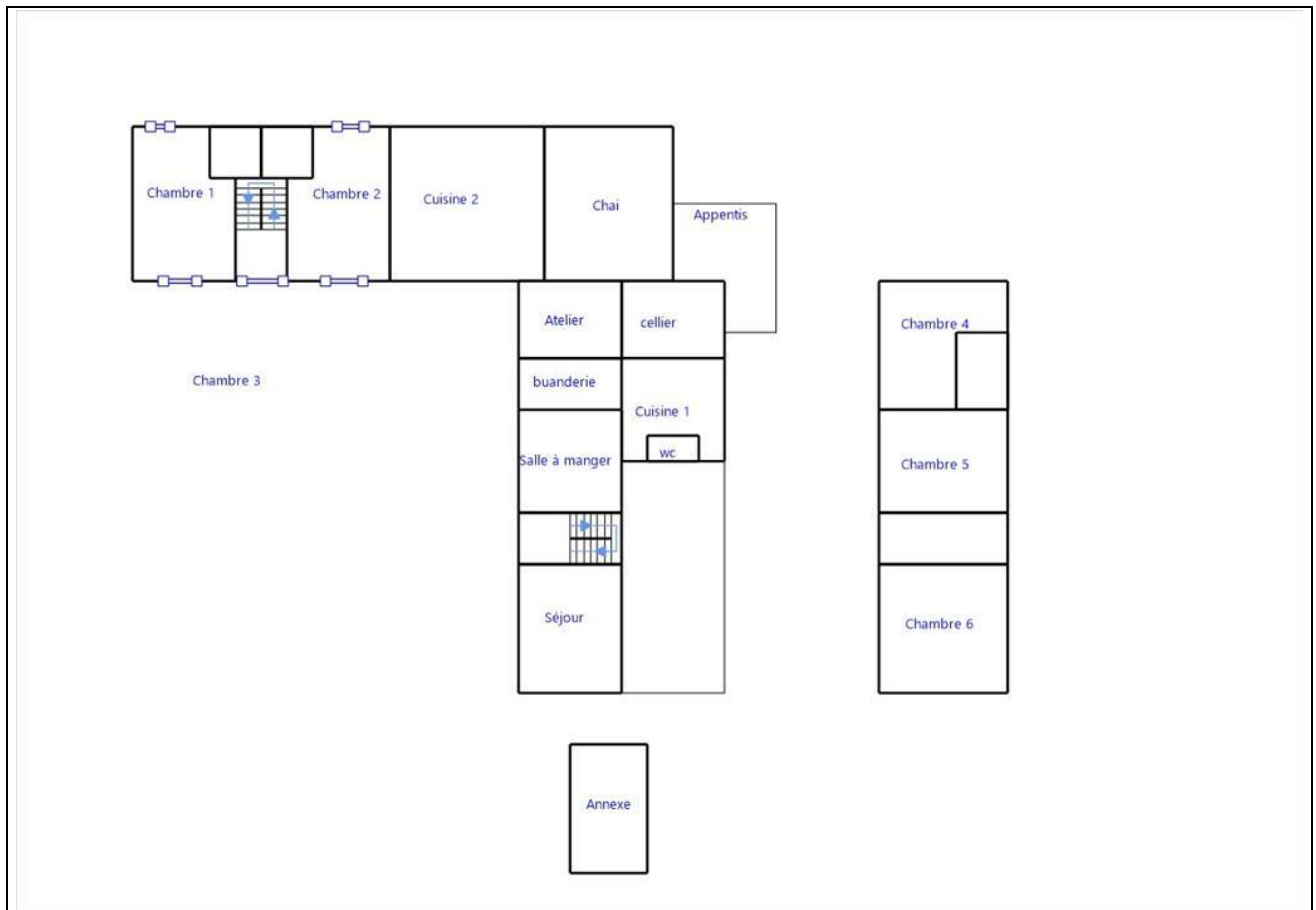 Chambre 1
Chambre 2
Cuisine 2
Chai
Appentis
Atelier
cellier
Chambre 4
Chambre 3
buanderie
Cuisine 1
Salle à manger
wc
Chambre 5
Séjour
Chambre 6
Annexe